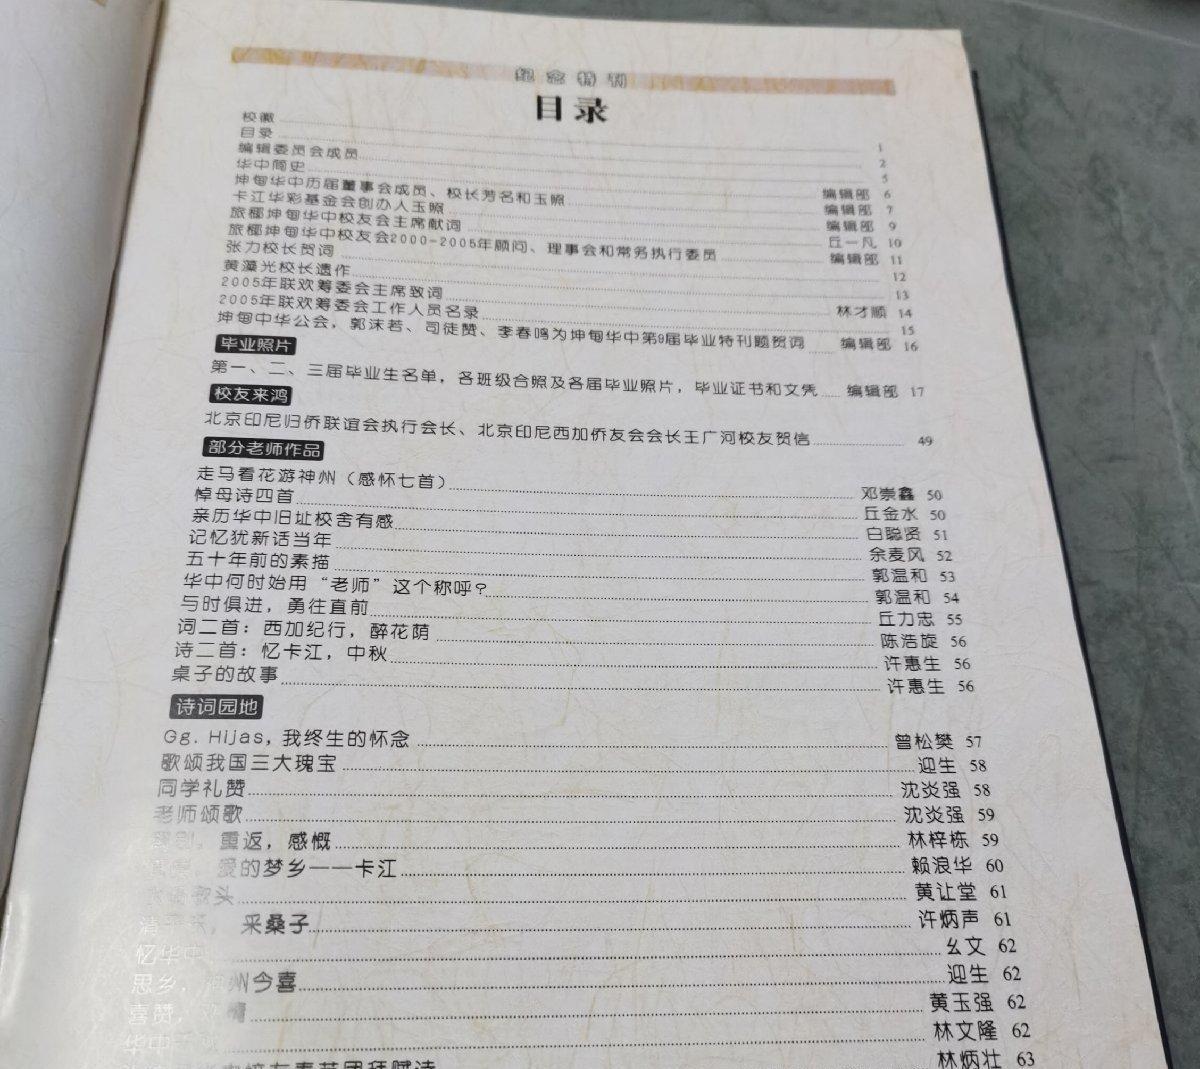 纪念特刊
目录
校徽 1
目录 2
编辑委员会成员 5
华中简史 编辑部 6
坤甸华中历届董事会成员、校长芳名和玉照 编辑部 7
卡江华彩基金会创办人玉照 编辑部 9
旅椰坤甸华中校友会主席献词 丘一凡 10
旅椰坤甸华中校友会2000-2005年顾问、理事会和常务执行委员 编辑部 11
张力校长贺词 12
黄藻光校长遗作 13
2005年联欢筹委会主席致词 林才顺 14
2005年联欢筹委会工作人员名录 15
坤甸中华公会，郭沫若、司徒赞、李春鸣为坤甸华中第9届毕业特刊题贺词 编辑部 16
毕业照片
第一、二、三届毕业生名单，各班级合照及各届毕业照片，毕业证书和文凭 编辑部 17
校友来鸿
北京印尼归侨联谊会执行会长、北京印尼西加侨友会会长王广河校友贺信 49
部分老师作品
走马看花游神州（感怀七首） 邓崇鑫 50
悼母诗四首 丘金水 50
亲历华中旧址校舍有感 白聪贤 51
记忆犹新话当年 余麦风 52
五十年前的素描 郭温和 53
华中何时始用“老师”这个称呼？ 郭温和 54
与时俱进，勇往直前 丘力忠 55
词二首：西加纪行，醉花荫 陈浩旋 56
诗二首：忆卡江，中秋 许惠生 56
桌子的故事 许惠生 56
诗词园地
Gg. Hijas，我终生的怀念 曾松樊 57
歌颂我国三大瑰宝 迎生 58
同学礼赞 沈炎强 58
老师颂歌 沈炎强 59
重返，感慨 林梓栋 59
爱的梦乡——卡江 赖浪华 60
头 黄让堂 61
采桑子 许炳声 61
忆华中 幺文 62
思乡，州今喜 迎生 62
喜赞， 黄玉强 62
华中 林文隆 62
校友春节团拜赋诗 林炳壮 63